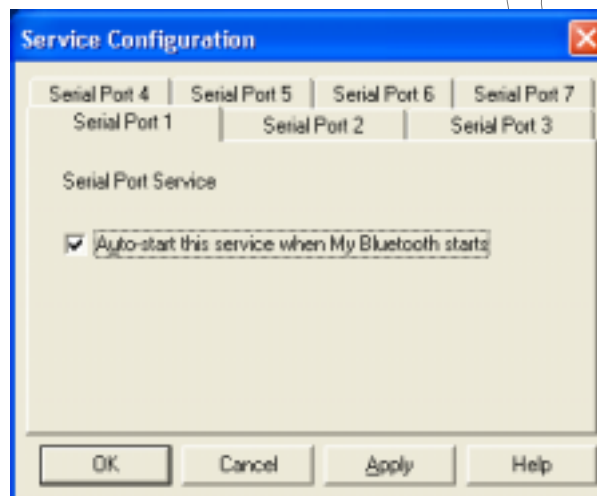 Service Configuration
Serial Port 4 Serial Port 5 Serial Port 6 Serial Port 7
Serial Port 1 Serial Port 2 Serial Port 3
Serial Port Service
Auto-start this service when My Bluetooth starts
OK Cancel Apply Help